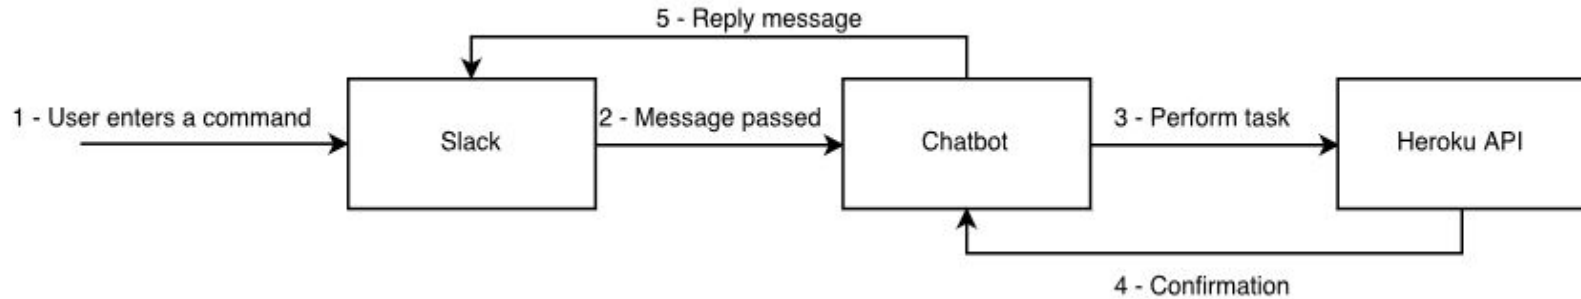 5 - Reply message
1 - User enters a command
Slack
2 - Message passed
Chatbot
3 - Perform task
Heroku API
4 - Confirmation